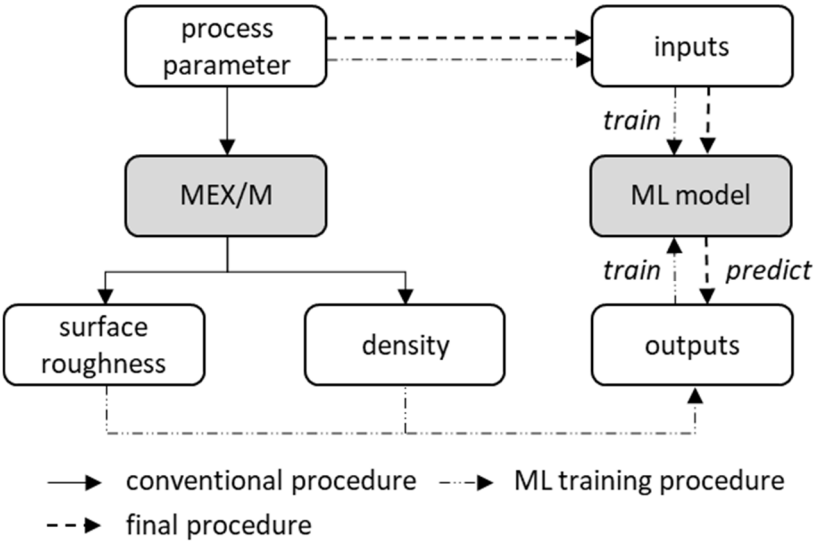 process
parameter
inputs
train
MEX/M
ML model
train
predict
surface
roughness
density
outputs
conventional procedure
ML training procedure
final procedure